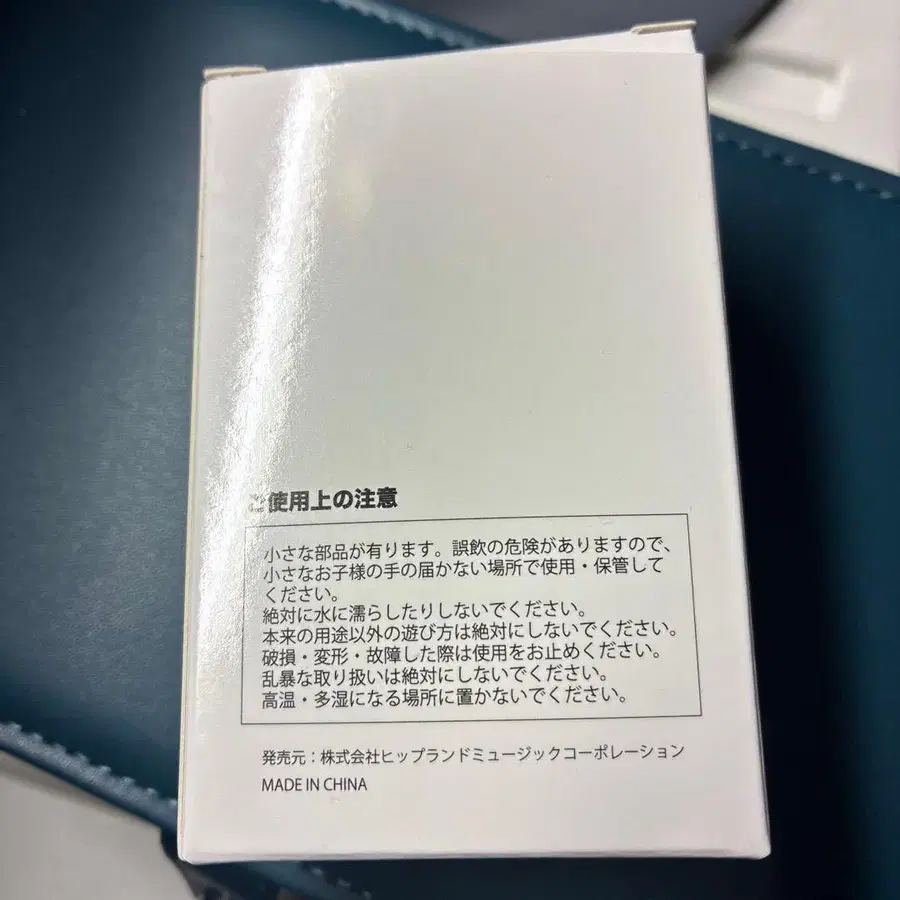 ご使用上の注意
小さな部品が有ります。誤飲の危険がありますので、
小さなお子様の手の届かない場所で使用・保管して
ください。
絶対に水に濡らしたりしないでください。
本来の用途以外の遊び方は絶対にしないでください。
破損・変形・故障した際は使用をお止めください。
乱暴な取り扱いは絶対にしないでください。
高温・多湿になる場所に置かないでください。
発売元：株式会社ヒップランドミュージックコーポレーション
MADE IN CHINA